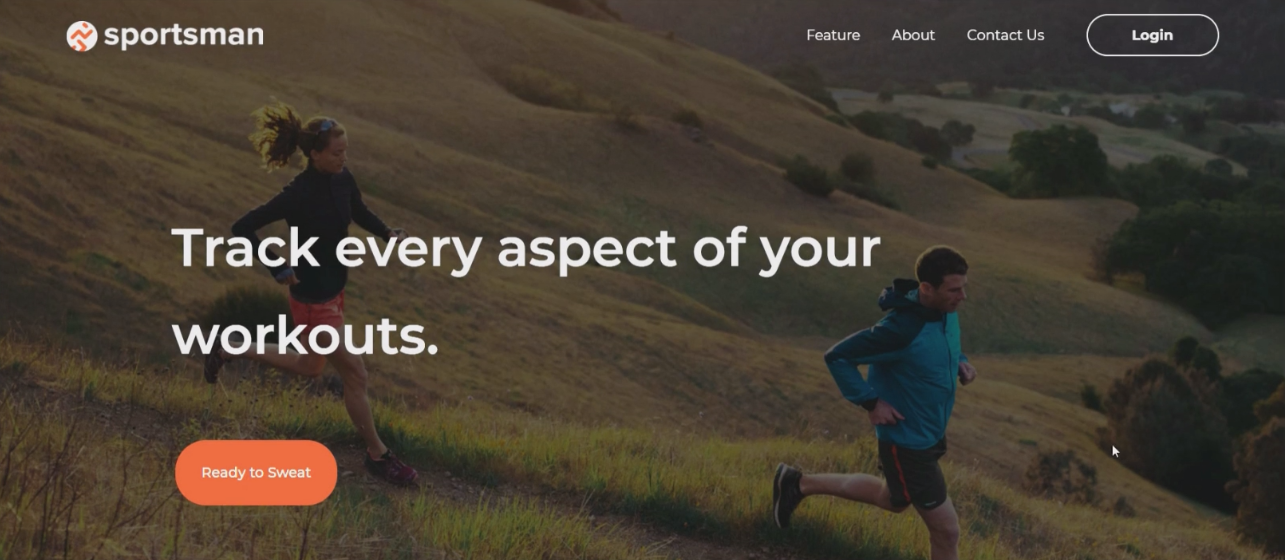 sportsman
Feature
About
Contact Us
Login
Track every aspect of your
workouts.
Ready to Sweat